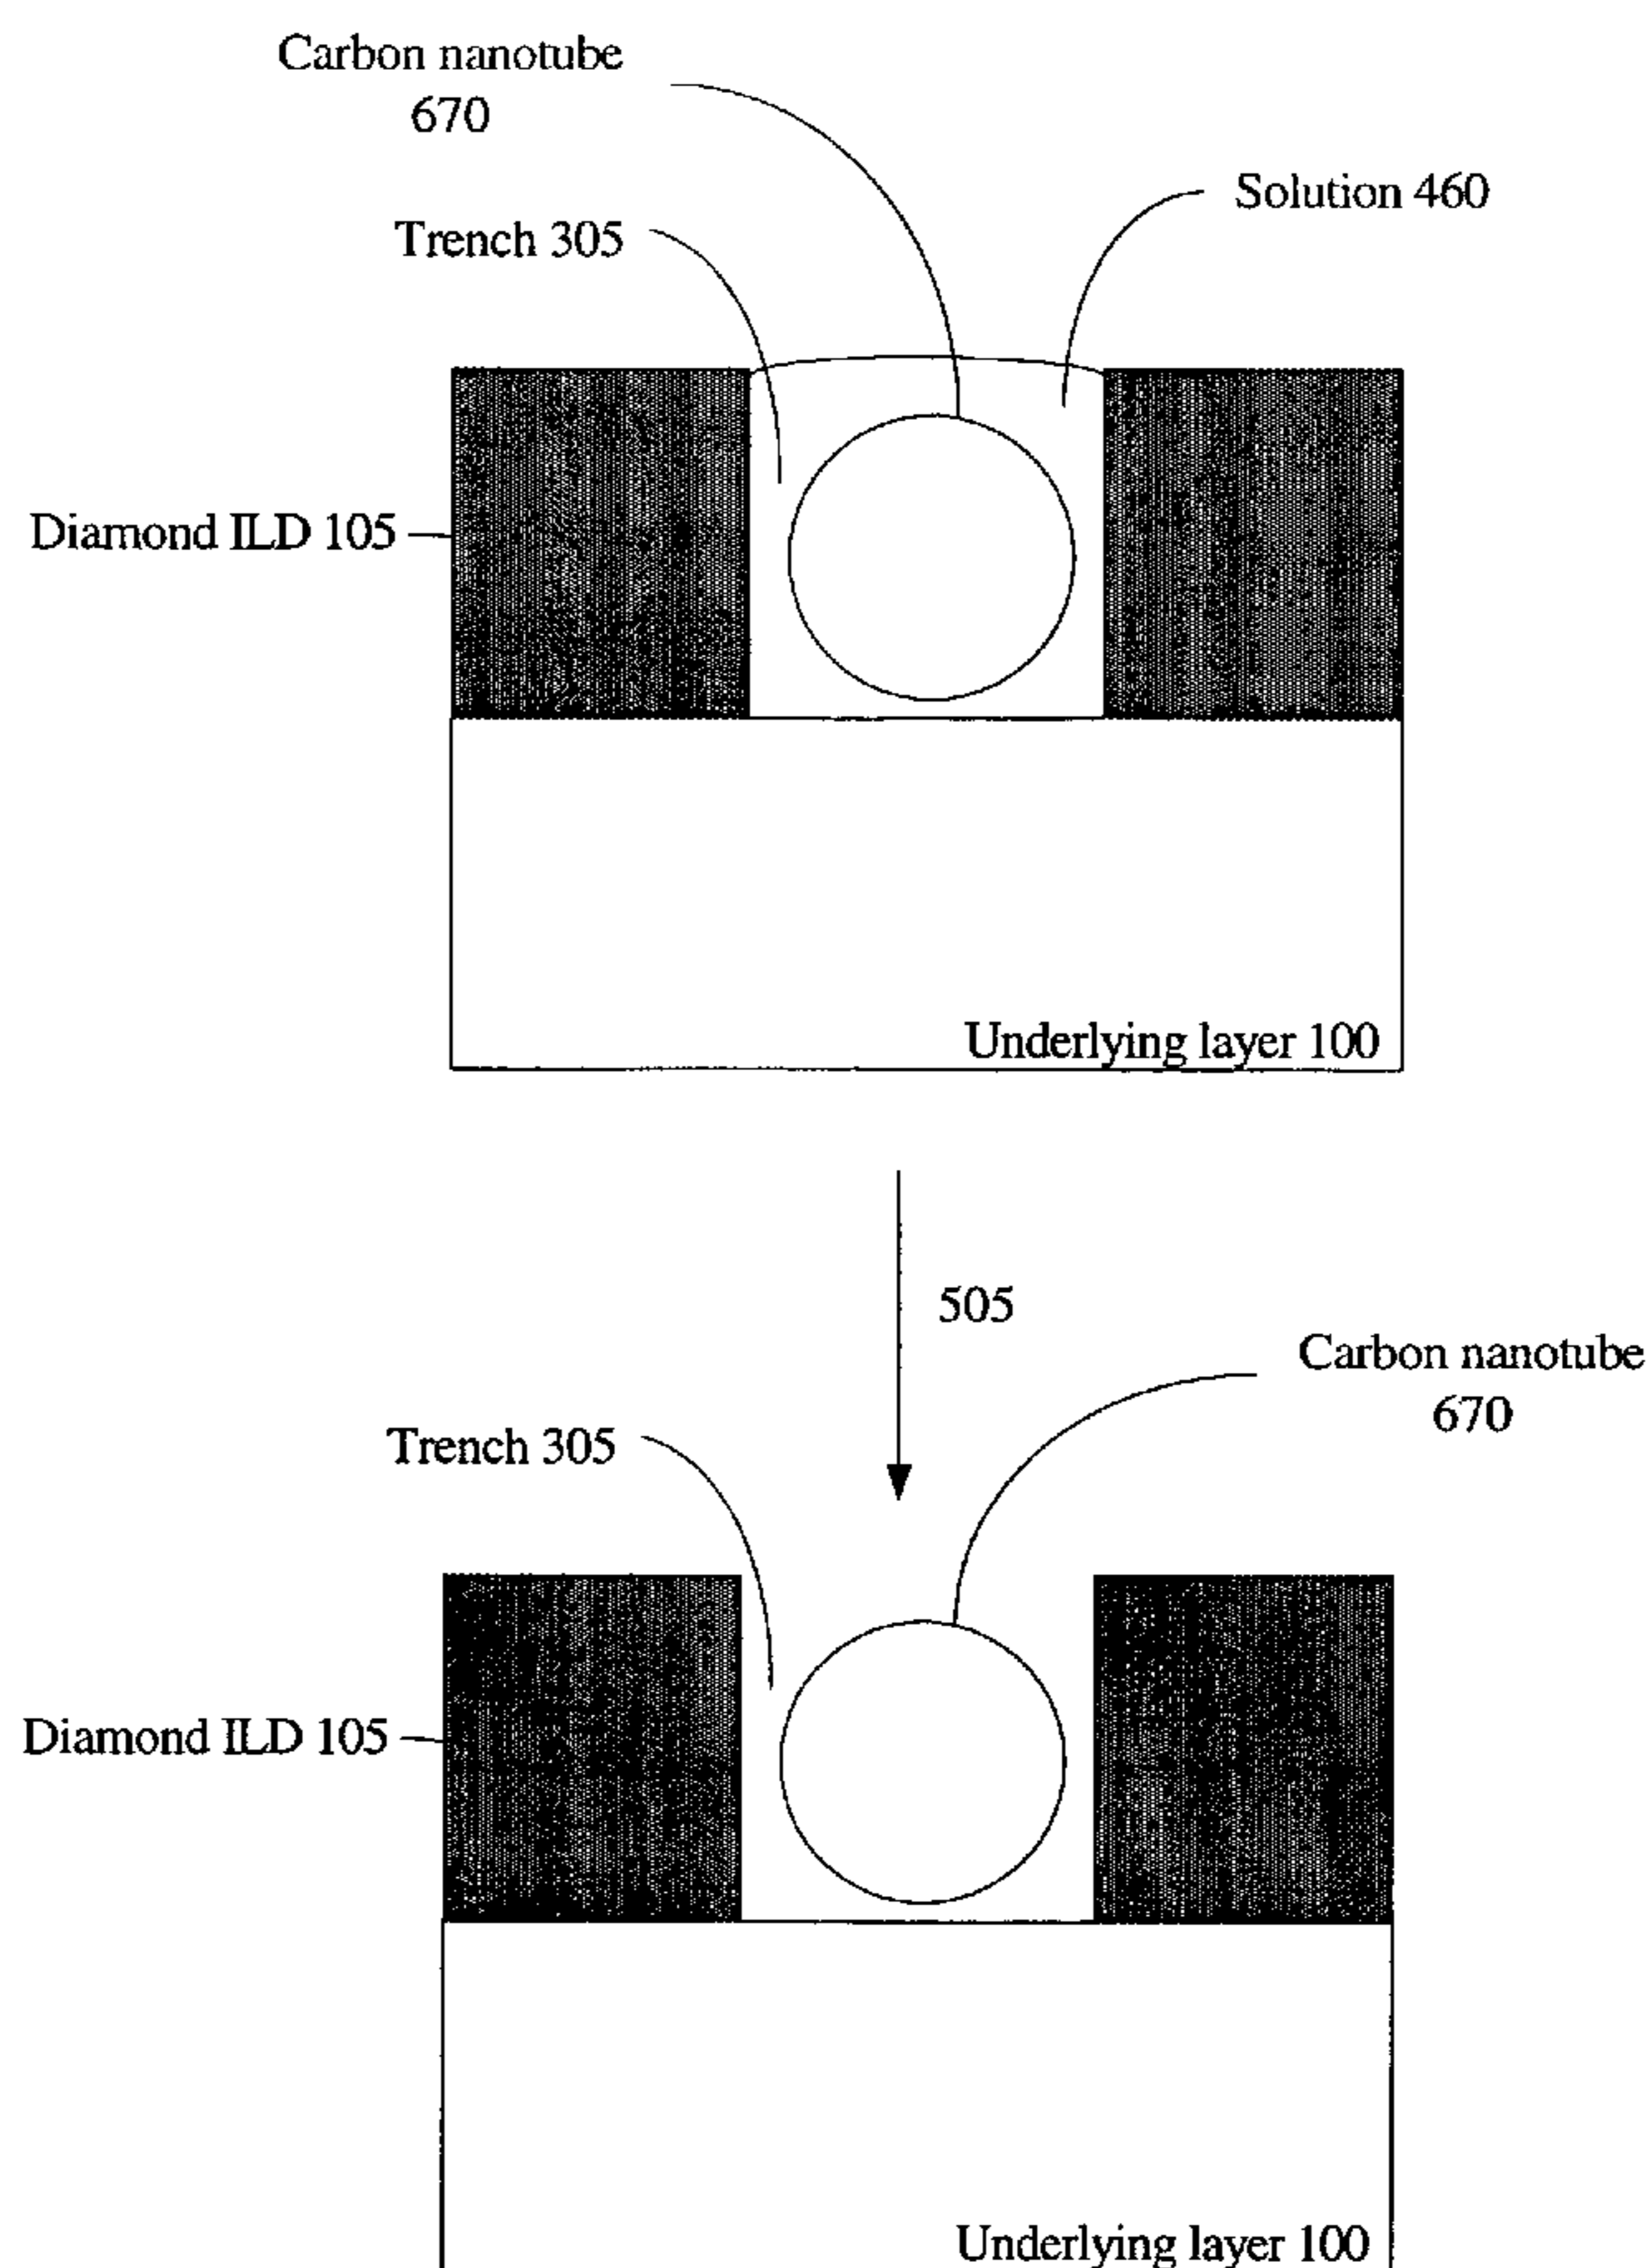 Carbon nanotube
670
Solution 460
Trench 305
Diamond ILD 105
Underlying layer 100
505
Carbon nanotube
670
Trench 305
Diamond ILD 105
Underlying layer 100